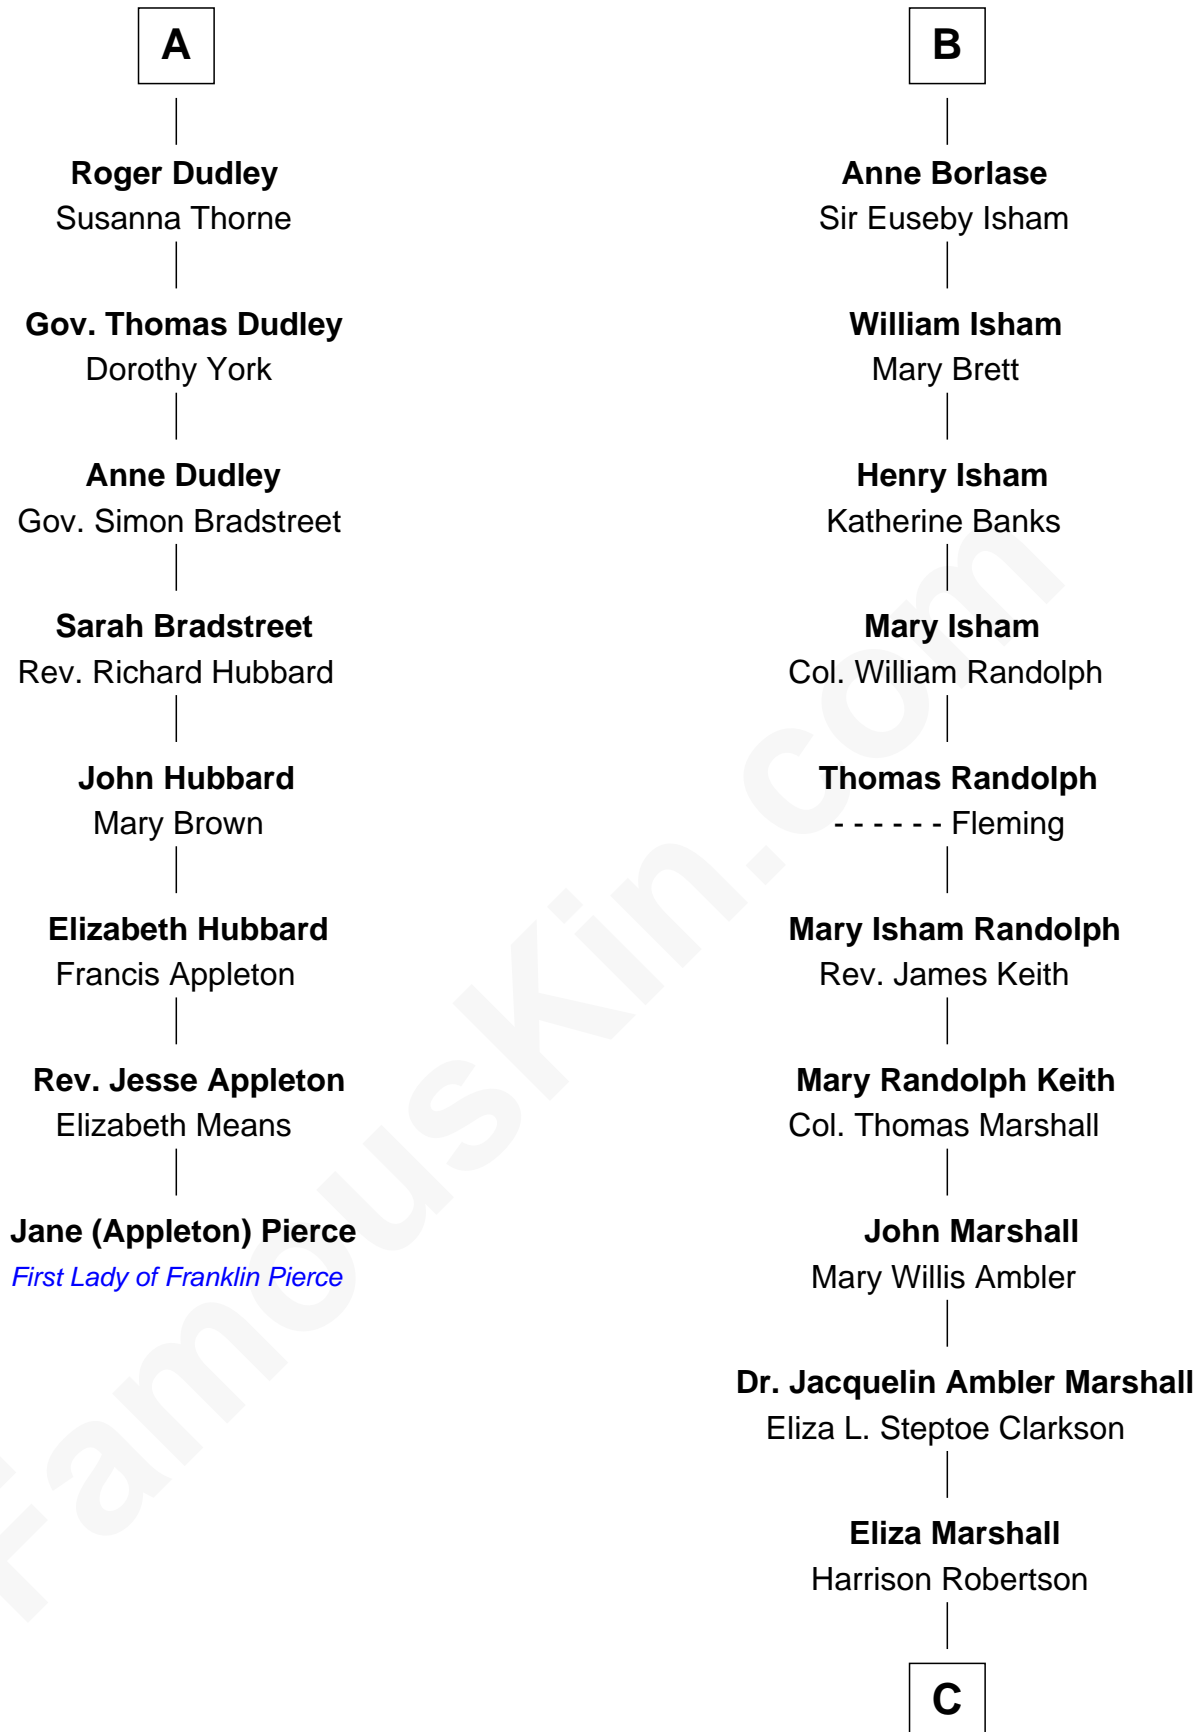 A
Roger Dudley
Susanna Thorne
Gov. Thomas Dudley
Dorothy York
Anne Dudley
Gov. Simon Bradstreet
Sarah Bradstreet
Rev. Richard Hubbard
John Hubbard
Mary Brown
Elizabeth Hubbard
Francis Appleton
Rev. Jesse Appleton
Elizabeth Means
Jane (Appleton) Pierce
First Lady of Franklin Pierce
B
Anne Borlase
Sir Euseby Isham
William Isham
Mary Brett
Henry Isham
Katherine Banks
Mary Isham
Col. William Randolph
Thomas Randolph
- - - - - - Fleming
Mary Isham Randolph
Rev. James Keith
Mary Randolph Keith
Col. Thomas Marshall
John Marshall
Mary Willis Ambler
Dr. Jacquelin Ambler Marshall
Eliza L. Steptoe Clarkson
Eliza Marshall
Harrison Robertson
C
FamousKin.com